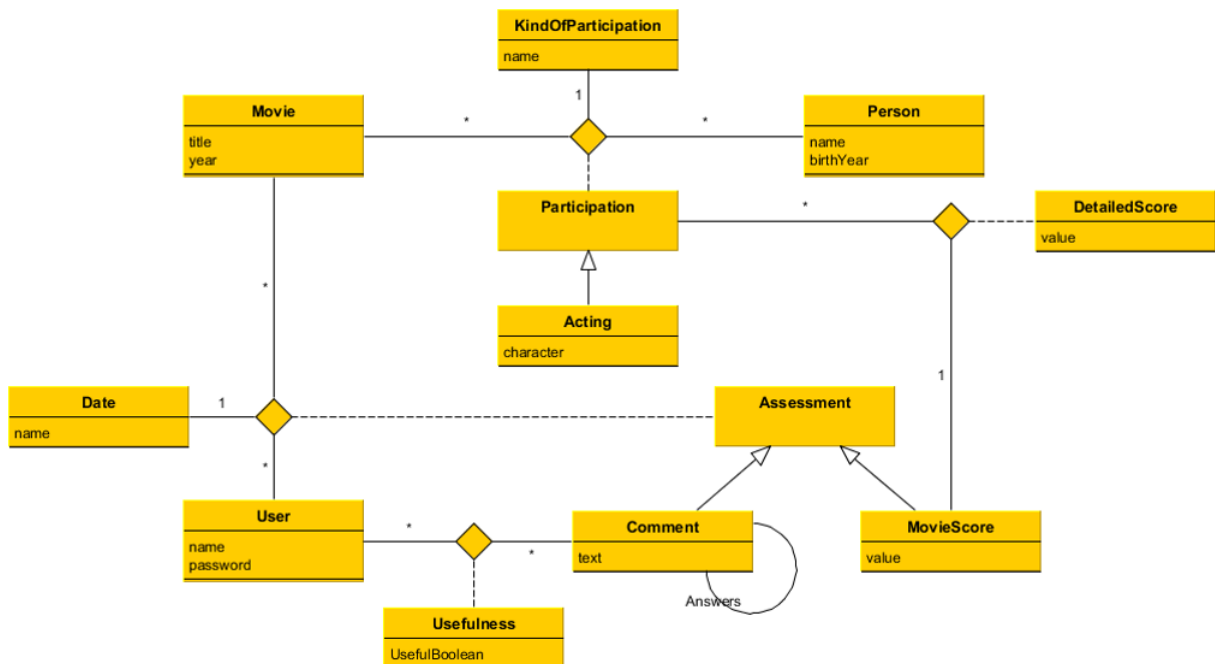 KindOfParticipation
name
1
Movie
title
year
*
*
Person
name
birthYear
Participation
*
DetailedScore
value
*
Acting
character
1
Date
name
1
Assessment
*
User
name
password
*
*
Comment
text
Answers
MovieScore
value
Usefulness
UsefulBoolean